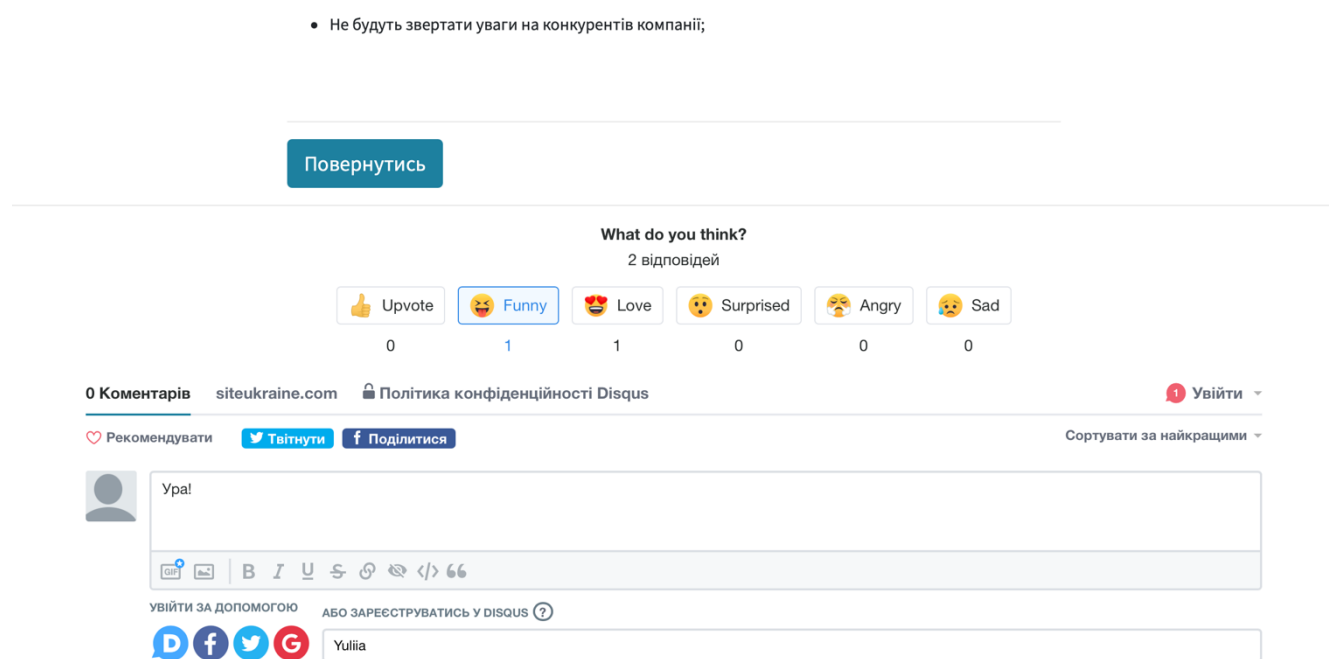 Не будуть звертати уваги на конкурентів компанії;
Повернутись
What do you think?
2 відповідей
Upvote Funny Love Surprised Angry Sad
0 1 1 0 0 0
0 Коментарів siteukraine.com Політика конфіденційності Disqus 1 Увійти
Рекомендувати Твітнути f Поділитися Сортувати за найкращими
Ура!
GIF B I U S </>
УВІЙТИ ЗА ДОПОМОГОЮ АБО ЗАРЕЄСТРУВАТИСЬ У DISQUS ?
D f G Yuliia